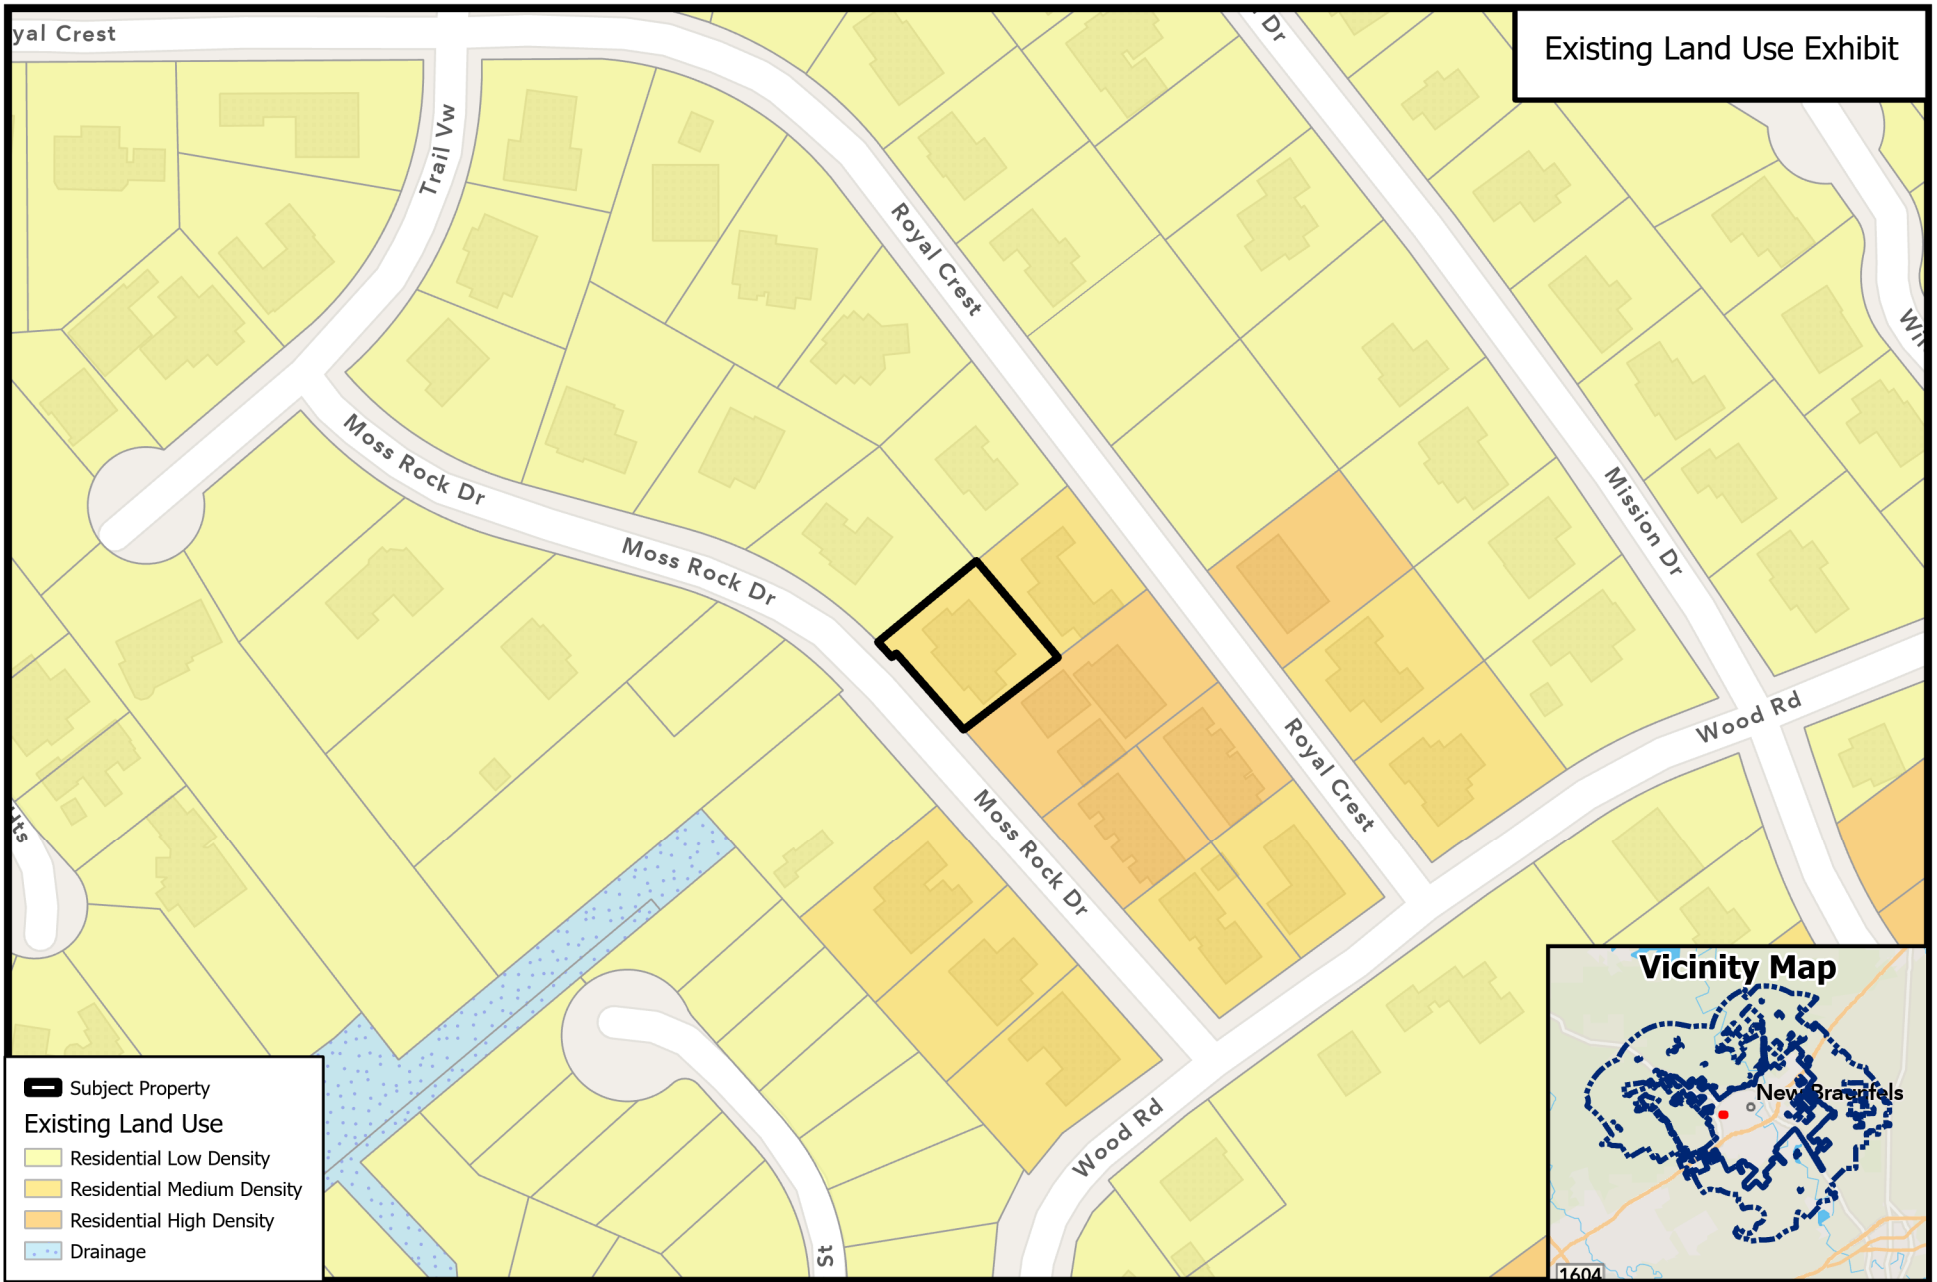 Existing Land Use Exhibit
yal Crest
Dr
Trail Vw
Royal Crest
Moss Rock Dr
Moss Rock Dr
Mission Dr
Wi
Wood Rd
Royal Crest
Moss Rock Dr
Wood Rd
St
Subject Property
Existing Land Use
Residential Low Density
Residential Medium Density
Residential High Density
Drainage
Vicinity Map
New Braunfels
1604